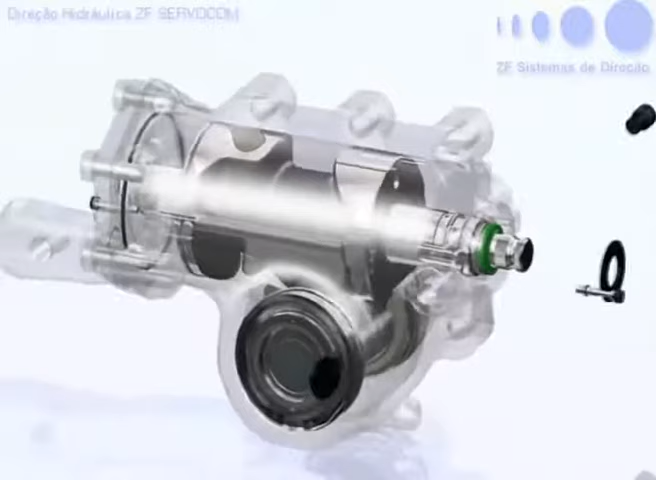 Direção Hidráulica ZF SERVOCOM
ZF Sistemas de Direção